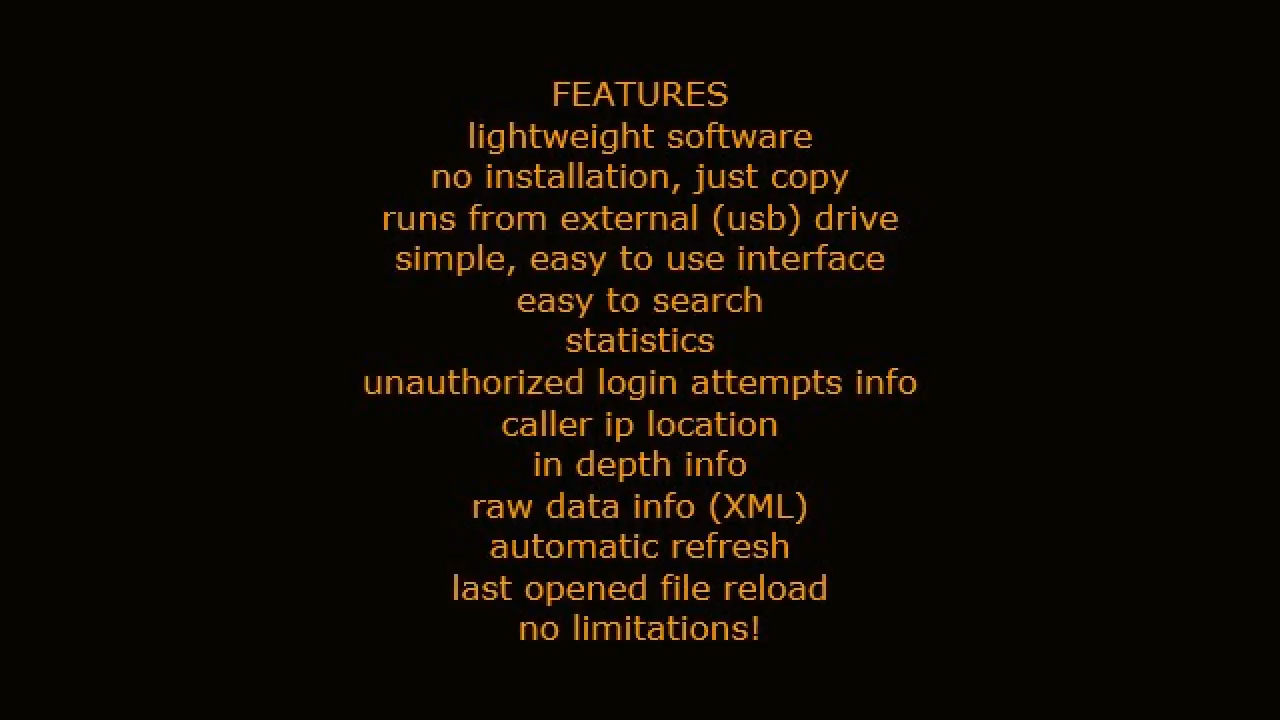 FEATURES
lightweight software
no installation, just copy
runs from external (usb) drive
simple, easy to use interface
easy to search
statistics
unauthorized login attempts info
caller ip location
in depth info
raw data info (XML)
automatic refresh
last opened file reload
no limitations!